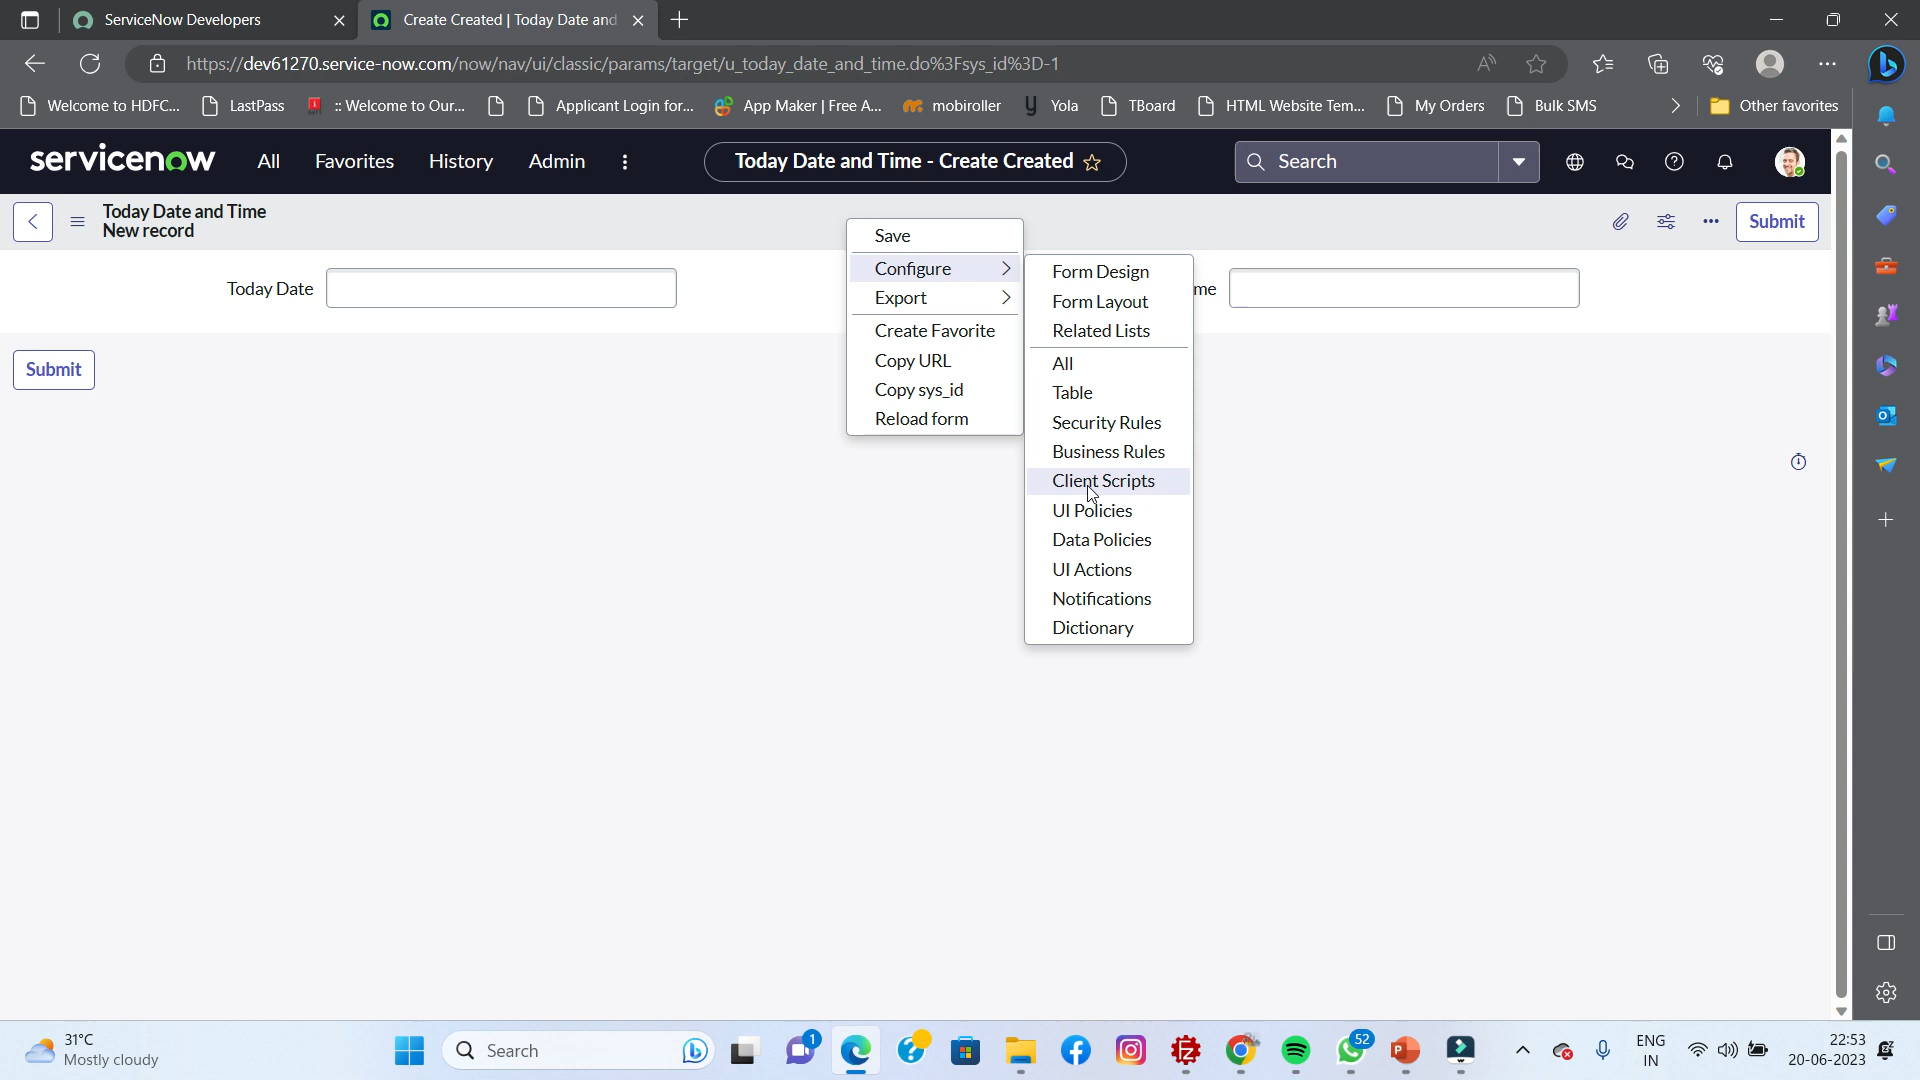 ServiceNow Developers
Create Created | Today Date and
https://dev61270.service-now.com/now/nav/ui/classic/params/target/u_today_date_and_time.do%3Fsys_id%3D-1
Welcome to HDFC... LastPass :: Welcome to Our... Applicant Login for... App Maker | Free A... mobiroller Yola TBoard HTML Website Tem... My Orders Bulk SMS Other favorites
servicenow All Favorites History Admin Today Date and Time - Create Created Search
Today Date and Time
New record
Submit
Today Date
me
Save
Configure
Export
Create Favorite
Copy URL
Copy sys_id
Reload form
Form Design
Form Layout
Related Lists
All
Table
Security Rules
Business Rules
Client Scripts
UI Policies
Data Policies
UI Actions
Notifications
Dictionary
Submit
31°C
Mostly cloudy
Search
1
52
ENG
IN
22:53
20-06-2023